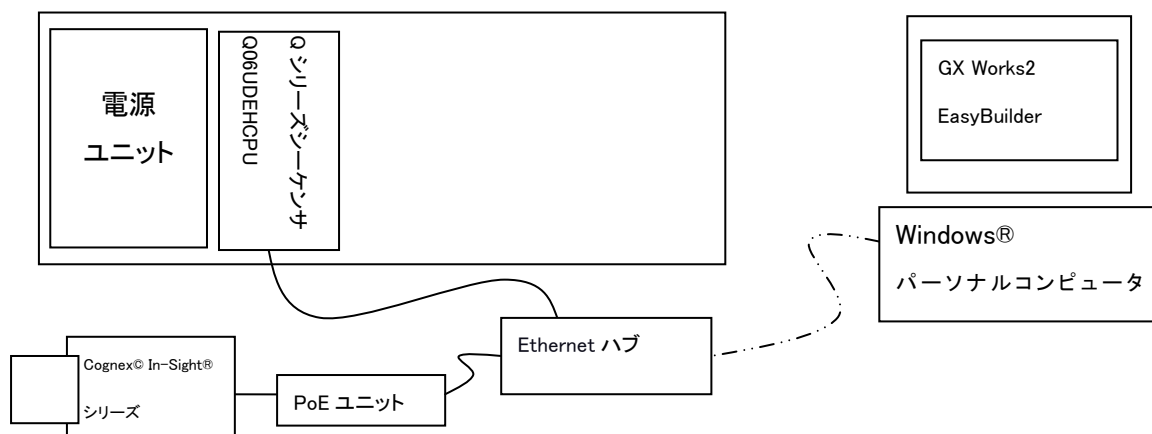 電源
ユニット
Q シリーズシーケンサ
Q06UDEHCPU
GX Works2
EasyBuilder
Windows®
パーソナルコンピュータ
Ethernet ハブ
Cognex© In-Sight®
シリーズ
PoE ユニット